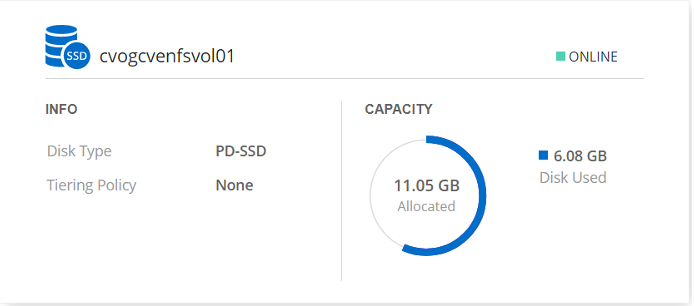 SSD
cvogcvenfsvol01
ONLINE
INFO
Disk Type PD-SSD
Tiering Policy None
CAPACITY
11.05 GB
Allocated
6.08 GB
Disk Used